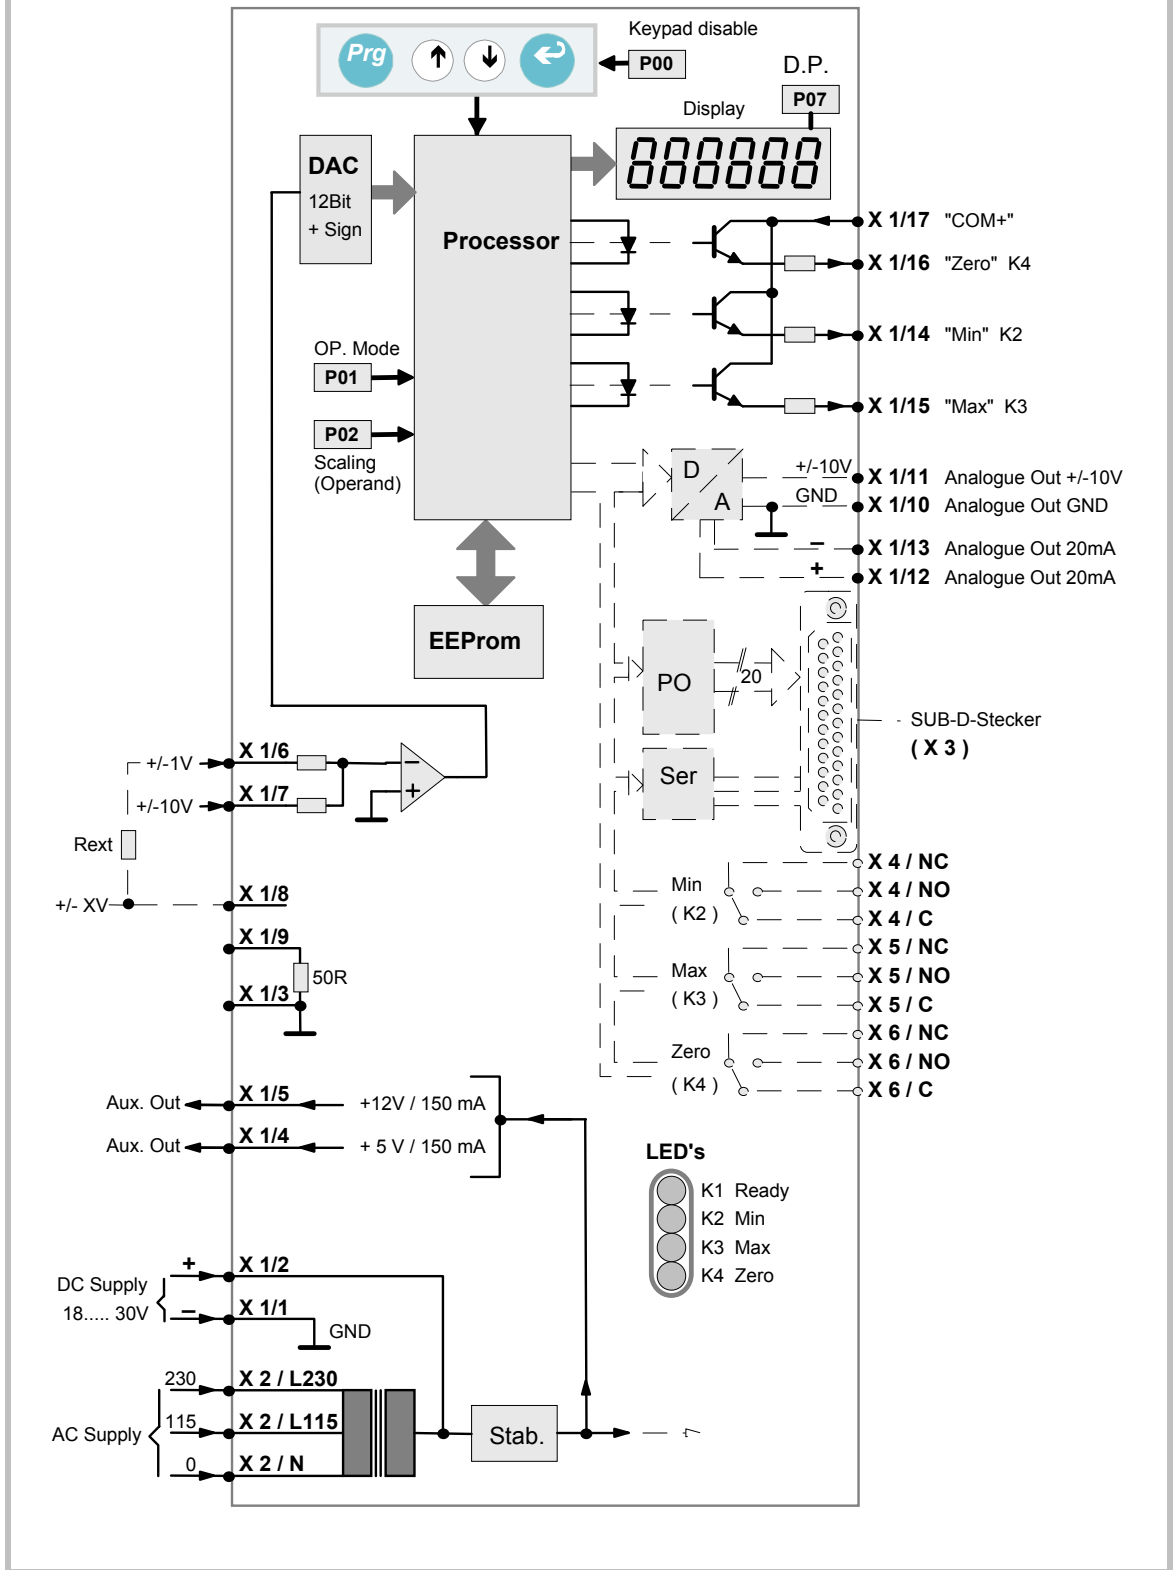 Keypad disable
Prg
P00
D.P.
P07
Display
DAC
12Bit
+ Sign
Processor
X 1/17 "COM+"
X 1/16 "Zero" K4
X 1/14 "Min" K2
X 1/15 "Max" K3
OP. Mode
P01
P02
Scaling
(Operand)
D
A
+/-10V
GND
X 1/11 Analogue Out +/-10V
X 1/10 Analogue Out GND
X 1/13 Analogue Out 20mA
X 1/12 Analogue Out 20mA
–
+
EEProm
PO
20
SUB-D-Stecker
( X 3 )
Ser
X 1/6
+/-1V
X 1/7
+/-10V
–
+
Rext
+/- XV
X 1/8
X 1/9
50R
X 1/3
X 4 / NC
Min
X 4 / NO
( K2 )
X 4 / C
X 5 / NC
Max
X 5 / NO
( K3 )
X 5 / C
X 6 / NC
Zero
X 6 / NO
( K4 )
X 6 / C
Aux. Out
X 1/5
+12V / 150 mA
Aux. Out
X 1/4
+ 5 V / 150 mA
LED's
K1 Ready
K2 Min
K3 Max
K4 Zero
+
X 1/2
DC Supply
18..... 30V
–
X 1/1
GND
230
X 2 / L230
AC Supply
115
X 2 / L115
0
X 2 / N
Stab.